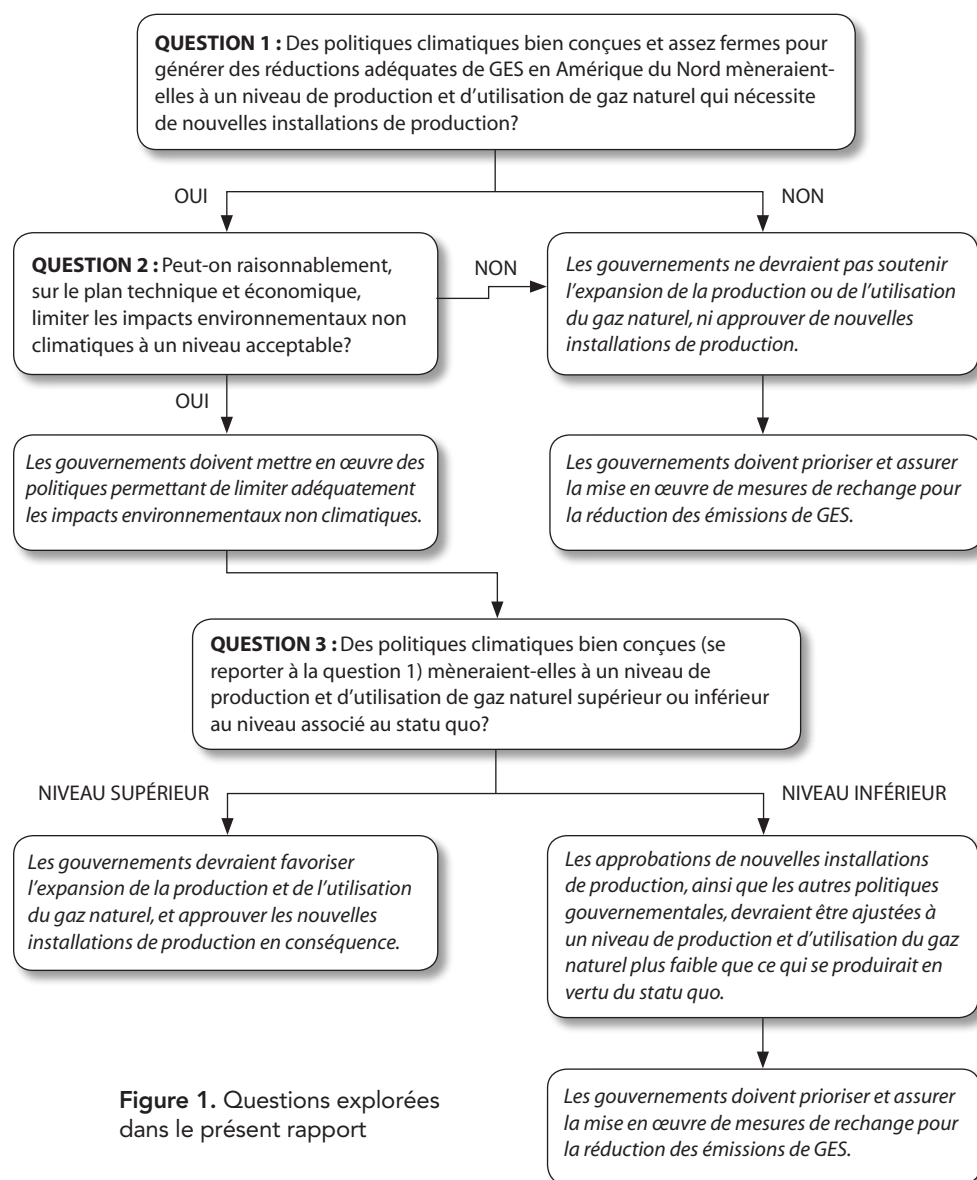 QUESTION 1 : Des politiques climatiques bien conçues et assez fermes pour
générer des réductions adéquates de GES en Amérique du Nord mèneraient-
elles à un niveau de production et d'utilisation de gaz naturel qui nécessite
de nouvelles installations de production?
OUI
NON
QUESTION 2 : Peut-on raisonnablement,
sur le plan technique et économique,
limiter les impacts environnementaux non
climatiques à un niveau acceptable?
NON
Les gouvernements ne devraient pas soutenir
l'expansion de la production ou de l'utilisation
du gaz naturel, ni approuver de nouvelles
installations de production.
OUI
Les gouvernements doivent mettre en œuvre des
politiques permettant de limiter adéquatement
les impacts environnementaux non climatiques.
Les gouvernements doivent prioriser et assurer
la mise en œuvre de mesures de rechange pour
la réduction des émissions de GES.
QUESTION 3 : Des politiques climatiques bien conçues (se
reporter à la question 1) mèneraient-elles à un niveau de
production et d'utilisation de gaz naturel supérieur ou inférieur
au niveau associé au statu quo?
NIVEAU SUPÉRIEUR
NIVEAU INFÉRIEUR
Les gouvernements devraient favoriser
l'expansion de la production et de l'utilisation
du gaz naturel, et approuver les nouvelles
installations de production en conséquence.
Les approbations de nouvelles installations
de production, ainsi que les autres politiques
gouvernementales, devraient être ajustées à
un niveau de production et d'utilisation du gaz
naturel plus faible que ce qui se produirait en
vertu du statu quo.
Les gouvernements doivent prioriser et assurer
la mise en œuvre de mesures de rechange pour
la réduction des émissions de GES.
Figure 1. Questions explorées
dans le présent rapport